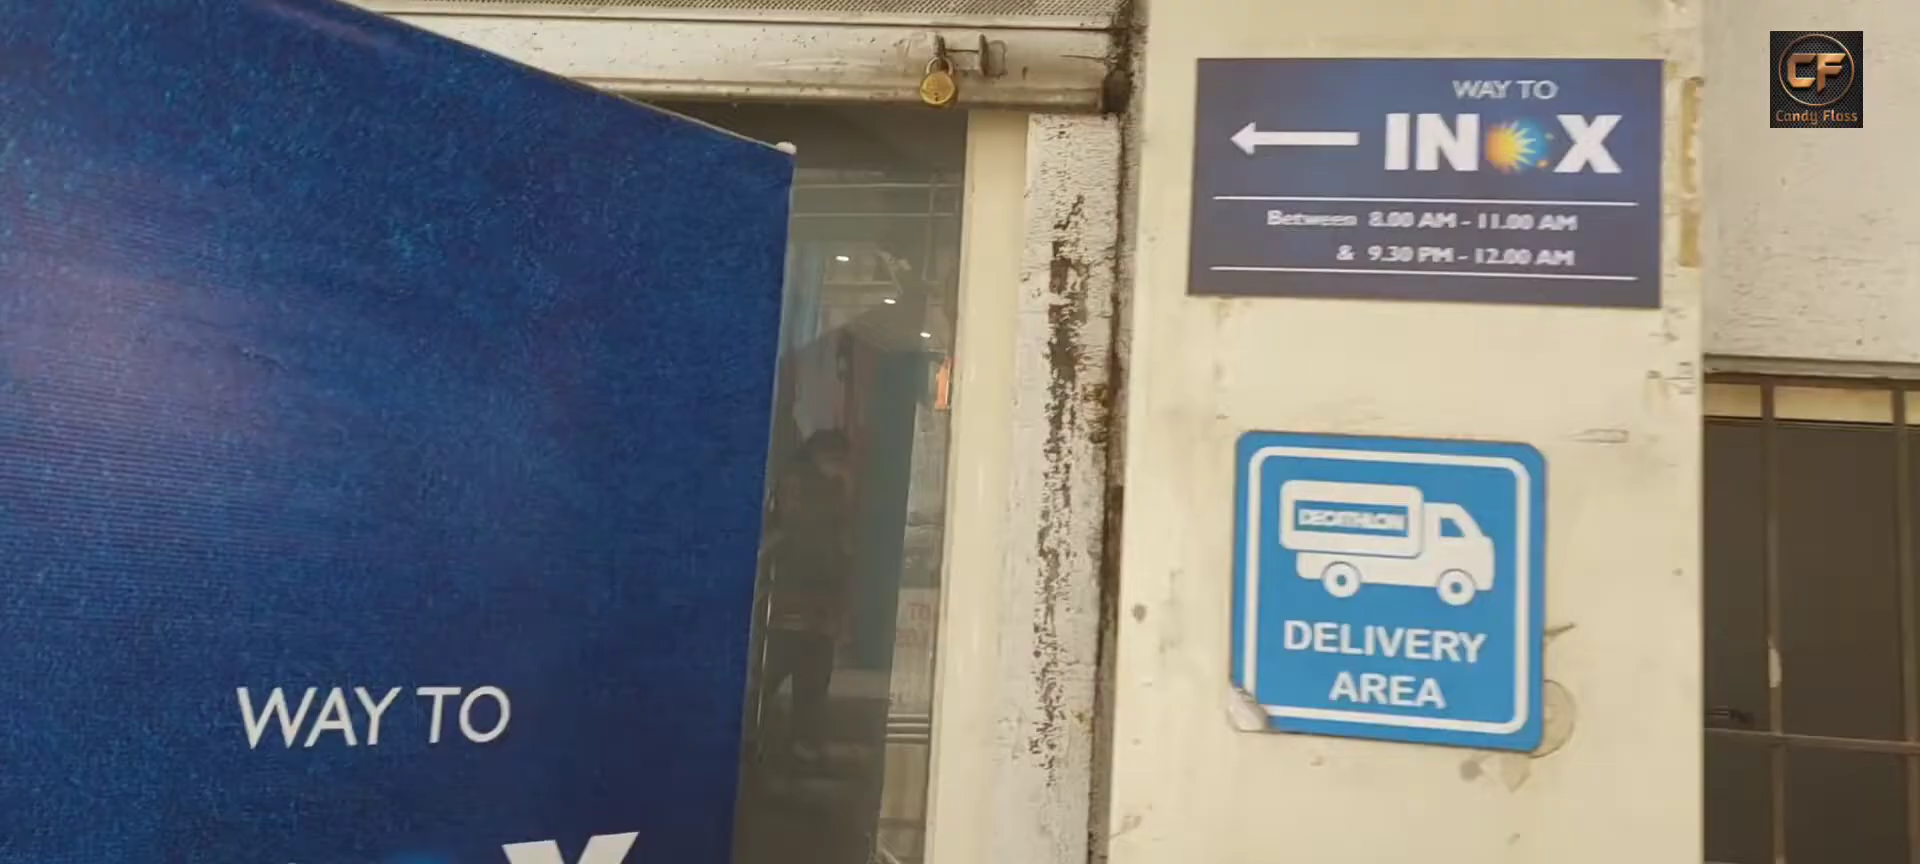 WAY TO
INOX
Between 8.00 AM - 11.00 AM
& 9.30 PM - 12.00 AM
DECATHLON
DELIVERY
AREA
WAY TO
X
CF
Candy Floss